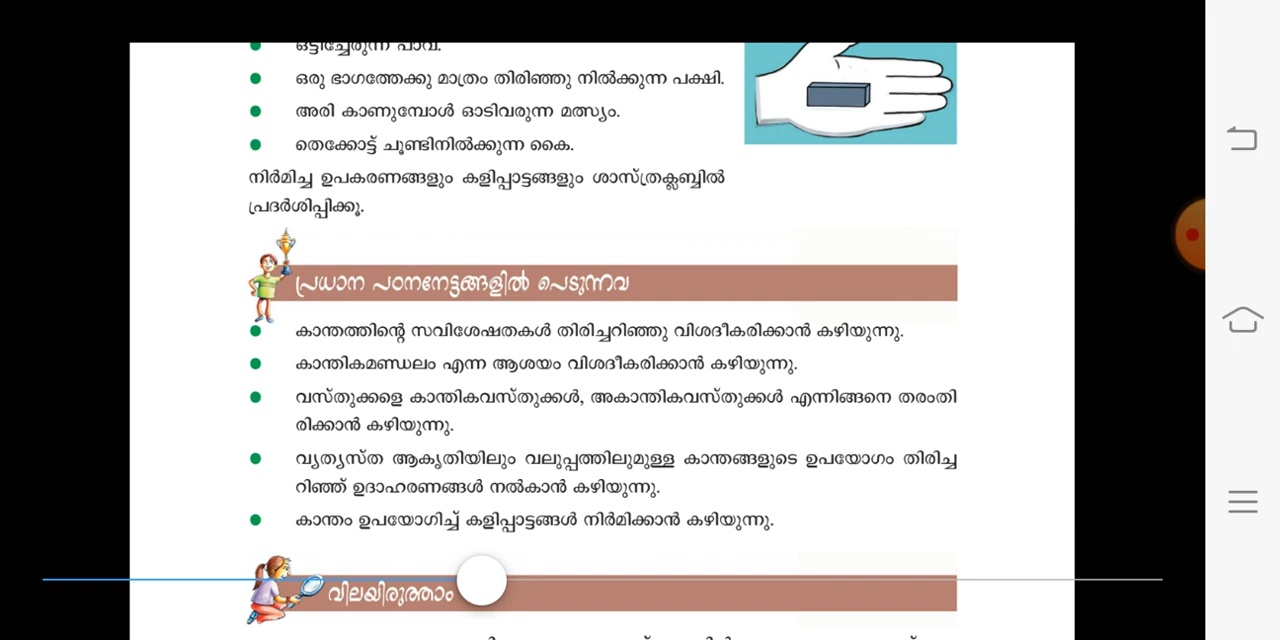 ഒട്ടിച്ചേരുന്ന പാവ.
ഒരു ഭാഗത്തേക്കു മാത്രം തിരിഞ്ഞു നിൽക്കുന്ന പക്ഷി.
അരി കാണുമ്പോൾ ഓടിവരുന്ന മത്സ്യം.
തെക്കോട്ട് ചൂണ്ടിനിൽക്കുന്ന കൈ.
നിർമിച്ച ഉപകരണങ്ങളും കളിപ്പാട്ടങ്ങളും ശാസ്ത്രക്ലബ്ബിൽ
പ്രദർശിപ്പിക്കൂ.
പ്രധാന പഠനനേട്ടങ്ങളിൽ പെടുന്നവ
കാന്തത്തിന്റെ സവിശേഷതകൾ തിരിച്ചറിഞ്ഞു വിശദീകരിക്കാൻ കഴിയുന്നു.
കാന്തികമണ്ഡലം എന്ന ആശയം വിശദീകരിക്കാൻ കഴിയുന്നു.
വസ്തുക്കളെ കാന്തികവസ്തുക്കൾ, അകാന്തികവസ്തുക്കൾ എന്നിങ്ങനെ തരംതി
രിക്കാൻ കഴിയുന്നു.
വ്യത്യസ്ത ആകൃതിയിലും വലുപ്പത്തിലുമുള്ള കാന്തങ്ങളുടെ ഉപയോഗം തിരിച്ച
റിഞ്ഞ് ഉദാഹരണങ്ങൾ നൽകാൻ കഴിയുന്നു.
കാന്തം ഉപയോഗിച്ച് കളിപ്പാട്ടങ്ങൾ നിർമിക്കാൻ കഴിയുന്നു.
വിലയിരുത്താം